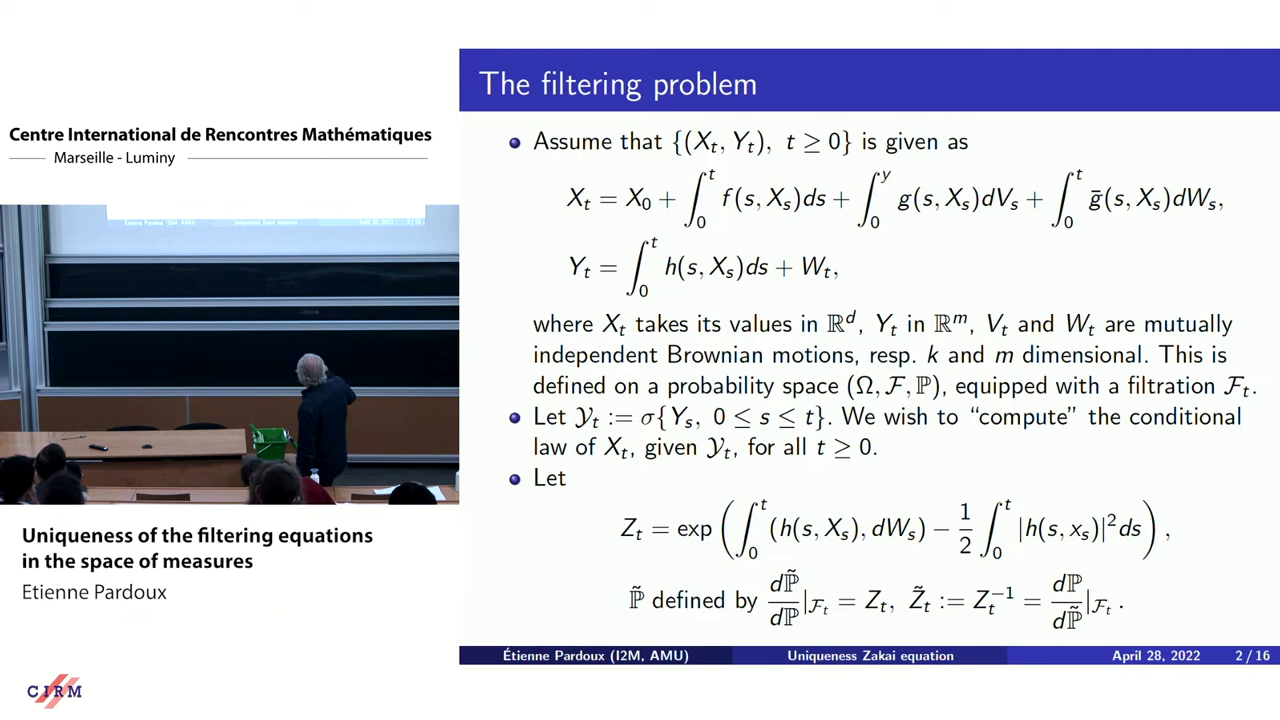 Centre International de Rencontres Mathématiques
Marseille - Luminy
Uniqueness of the filtering equations
in the space of measures
Etienne Pardoux
CIRM
The filtering problem
Assume that {(X_t, Y_t), t ≥ 0} is given as
X_t = X_0 + ∫_0^t f(s, X_s)ds + ∫_0^y g(s, X_s)dV_s + ∫_0^t ḡ(s, X_s)dW_s,
Y_t = ∫_0^t h(s, X_s)ds + W_t,
where X_t takes its values in ℝ^d, Y_t in ℝ^m, V_t and W_t are mutually
independent Brownian motions, resp. k and m dimensional. This is
defined on a probability space (Ω, ℱ, ℙ), equipped with a filtration ℱ_t.
Let 𝒴_t := σ{Y_s, 0 ≤ s ≤ t}. We wish to “compute” the conditional
law of X_t, given 𝒴_t, for all t ≥ 0.
Let
Z_t = exp(∫_0^t (h(s, X_s), dW_s) − 1/2 ∫_0^t |h(s, x_s)|^2 ds),
ℙ̃ defined by dℙ̃/dℙ|_ℱ_t = Z_t, Z̃_t := Z_t^{-1} = dℙ/dℙ̃|_ℱ_t.
Étienne Pardoux (I2M, AMU) Uniqueness Zakai equation April 28, 2022 2 / 16